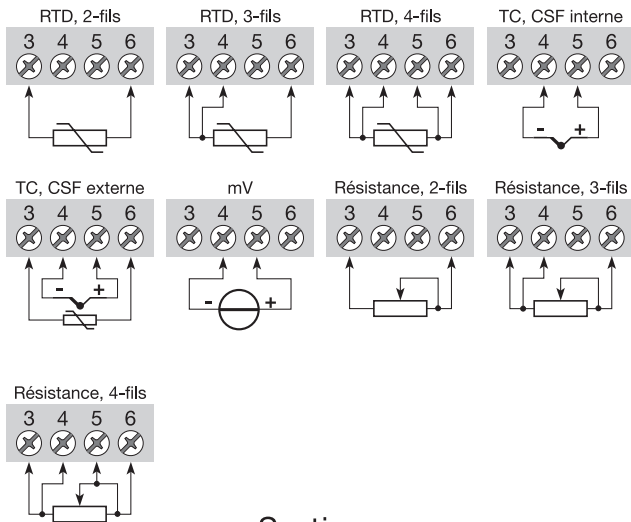 RTD, 2-fils RTD, 3-fils RTD, 4-fils TC, CSF interne
3 4 5 6 3 4 5 6 3 4 5 6 3 4 5 6
- +
TC, CSF externe mV Résistance, 2-fils Résistance, 3-fils
3 4 5 6 3 4 5 6 3 4 5 6 3 4 5 6
- + - +
Résistance, 4-fils
3 4 5 6